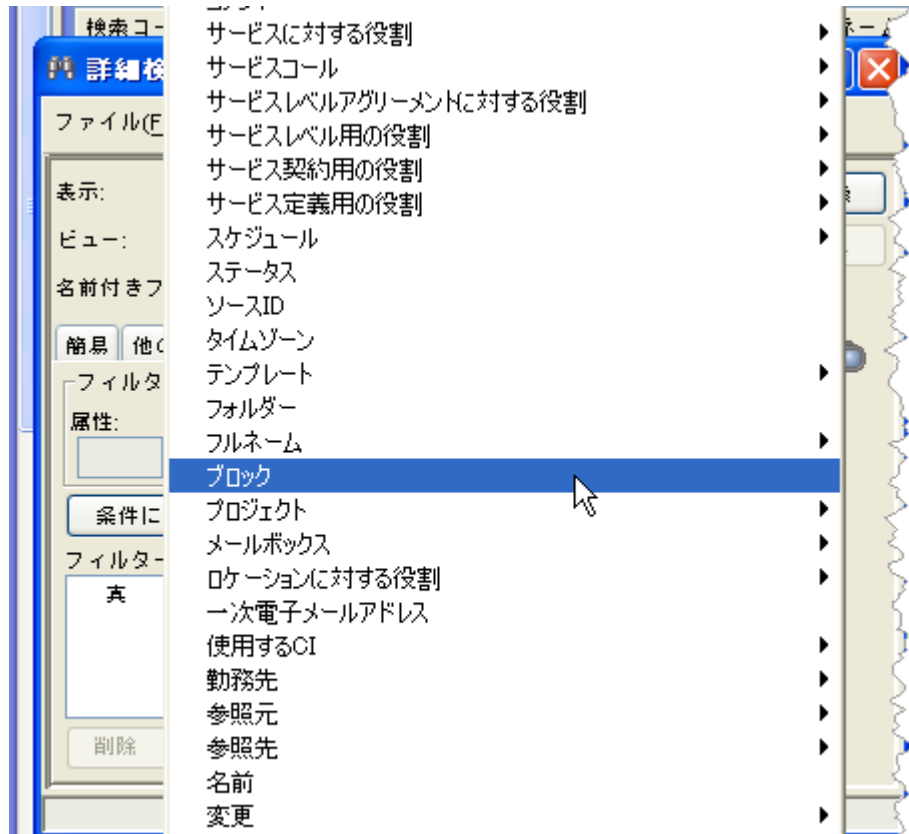 検索コー
詳細検
ファイル(F
表示:
ビュー:
名前付きフ
簡易
他の
フィルタ
属性:
条件に
フィルター
真
削除
サービスに対する役割
サービスコール
サービスレベルアグリーメントに対する役割
サービスレベル用の役割
サービス契約用の役割
サービス定義用の役割
スケジュール
ステータス
ソースID
タイムゾーン
テンプレート
フォルダー
フルネーム
ブロック
プロジェクト
メールボックス
ロケーションに対する役割
一次電子メールアドレス
使用するCI
勤務先
参照元
参照先
名前
変更